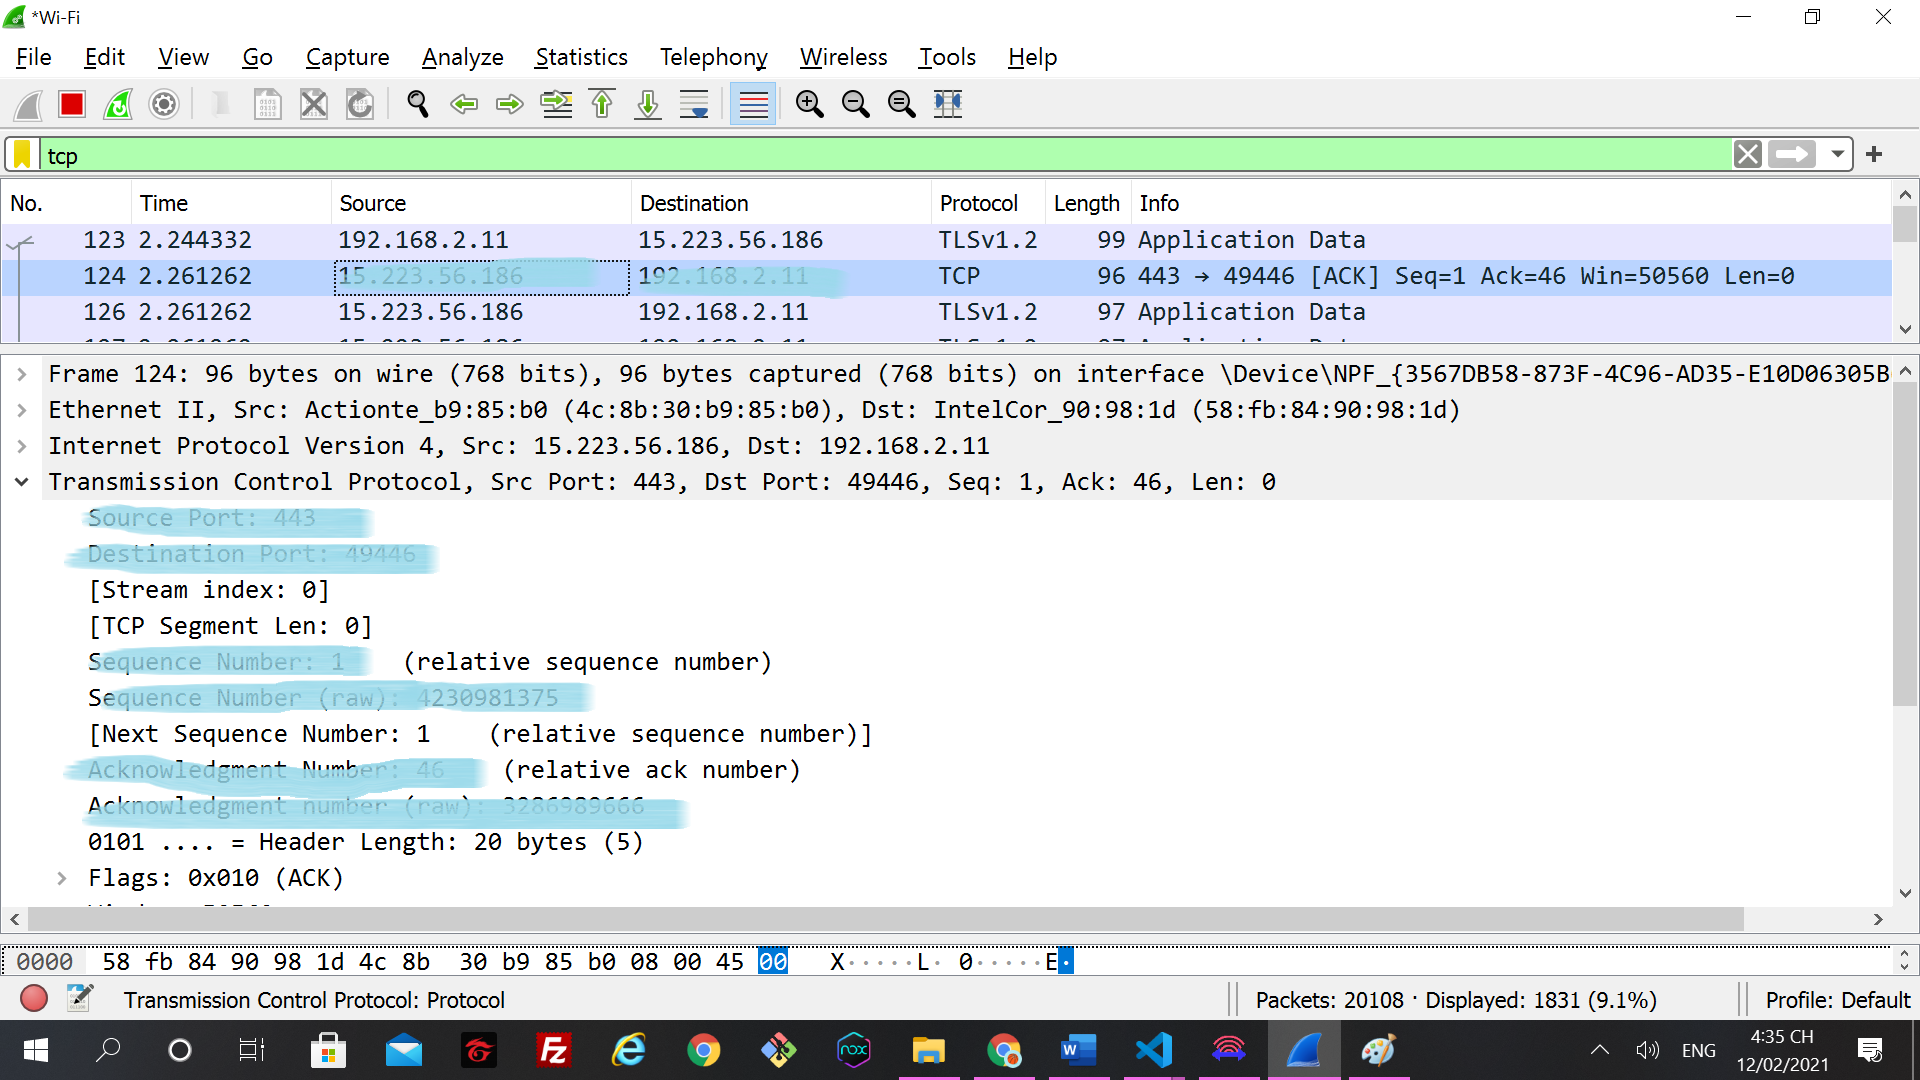 *Wi-Fi
File Edit View Go Capture Analyze Statistics Telephony Wireless Tools Help
tcp
No. Time Source Destination Protocol Length Info
123 2.244332 192.168.2.11 15.223.56.186 TLSv1.2 99 Application Data
124 2.261262 15.223.56.186 192.168.2.11 TCP 96 443 → 49446 [ACK] Seq=1 Ack=46 Win=50560 Len=0
126 2.261262 15.223.56.186 192.168.2.11 TLSv1.2 97 Application Data
Frame 124: 96 bytes on wire (768 bits), 96 bytes captured (768 bits) on interface \Device\NPF_{3567DB58-873F-4C96-AD35-E10D06305B
Ethernet II, Src: Actionte_b9:85:b0 (4c:8b:30:b9:85:b0), Dst: IntelCor_90:98:1d (58:fb:84:90:98:1d)
Internet Protocol Version 4, Src: 15.223.56.186, Dst: 192.168.2.11
Transmission Control Protocol, Src Port: 443, Dst Port: 49446, Seq: 1, Ack: 46, Len: 0
Source Port: 443
Destination Port: 49446
[Stream index: 0]
[TCP Segment Len: 0]
Sequence Number: 1 (relative sequence number)
Sequence Number (raw): 4230981375
[Next Sequence Number: 1 (relative sequence number)]
Acknowledgment Number: 46 (relative ack number)
Acknowledgment number (raw): 3286989666
0101 .... = Header Length: 20 bytes (5)
Flags: 0x010 (ACK)
0000 58 fb 84 90 98 1d 4c 8b 30 b9 85 b0 08 00 45 00 X·····L· 0·····E·
Transmission Control Protocol: Protocol Packets: 20108 · Displayed: 1831 (9.1%) Profile: Default
4:35 CH
ENG
12/02/2021